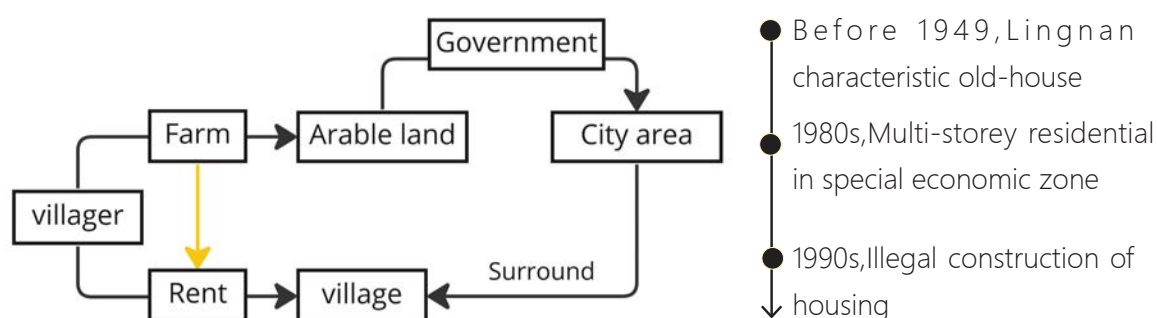 Government
Farm
Arable land
City area
villager
Surround
Rent
village
Before 1949,Lingnan
characteristic old-house
1980s,Multi-storey residential
in special economic zone
1990s,Illegal construction of
housing